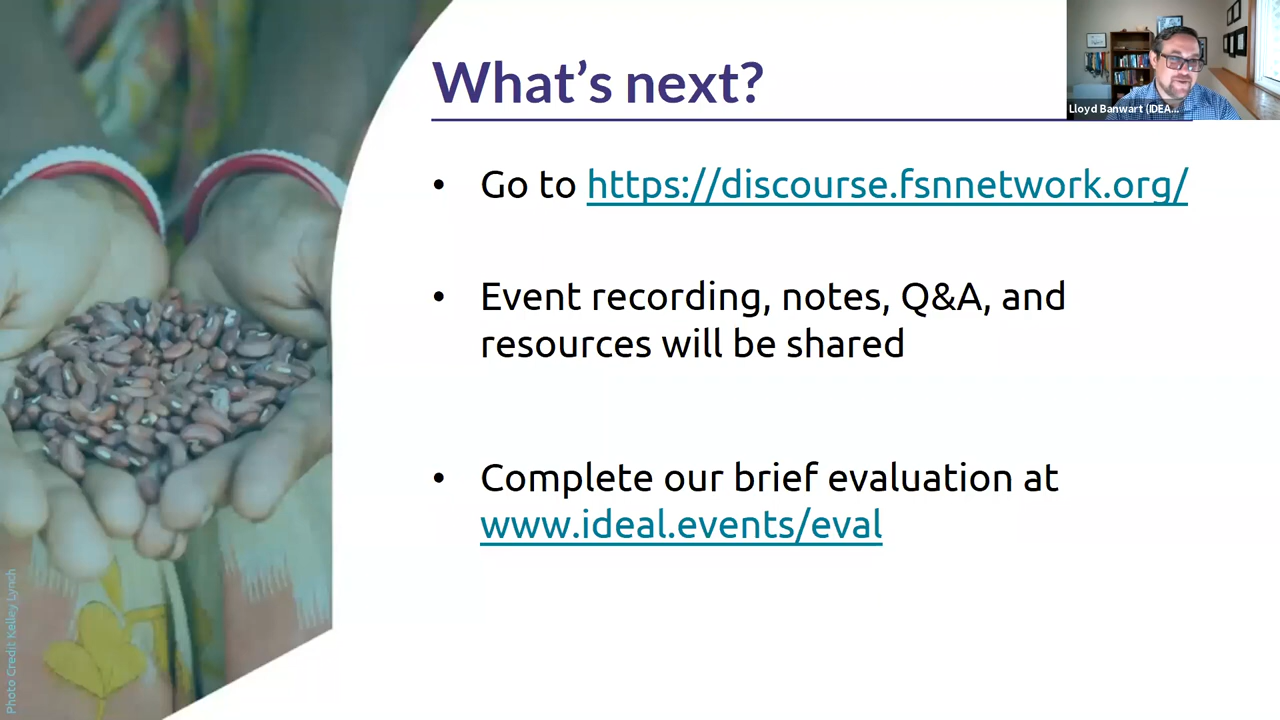 What's next?
Lloyd Banwart (IDEA...
• Go to https://discourse.fsnnetwork.org/
• Event recording, notes, Q&A, and
resources will be shared
• Complete our brief evaluation at
www.ideal.events/eval
Photo Credit Kelley Lynch